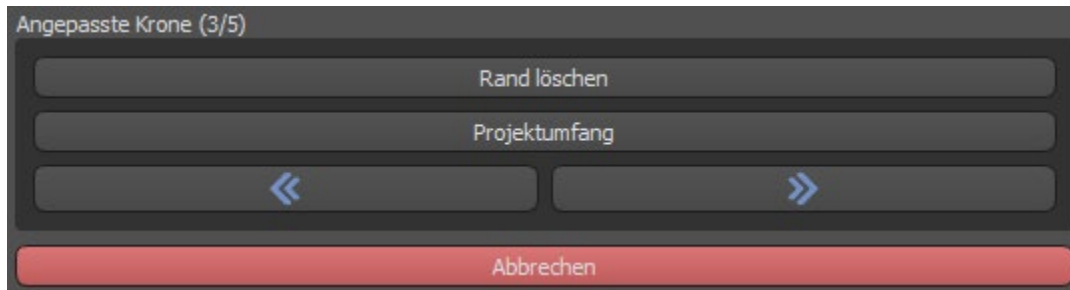 Angepasste Krone (3/5)
Rand löschen
Projektumfang
Abbrechen